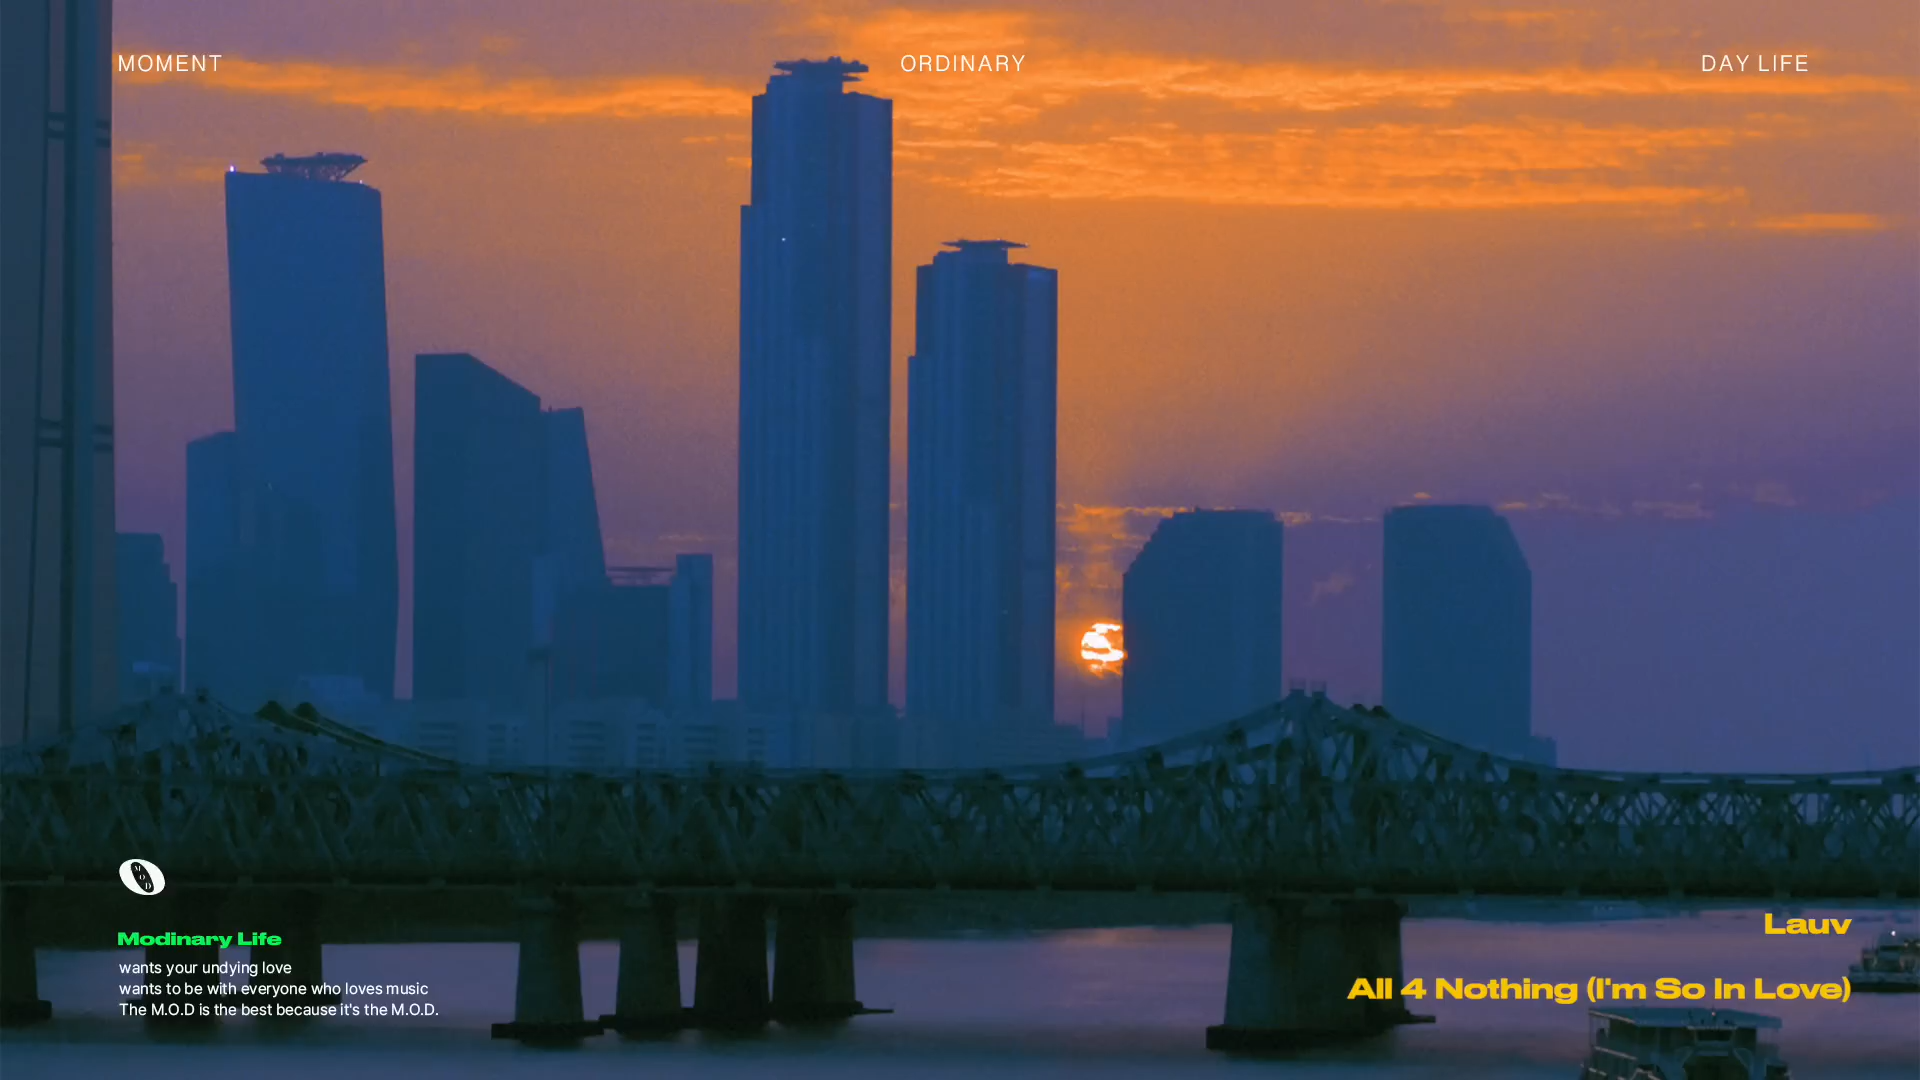 MOMENT
ORDINARY
DAY LIFE
M
O
D
Modinary Life
wants your undying love
wants to be with everyone who loves music
The M.O.D is the best because it's the M.O.D.
Lauv
All 4 Nothing (I'm So In Love)